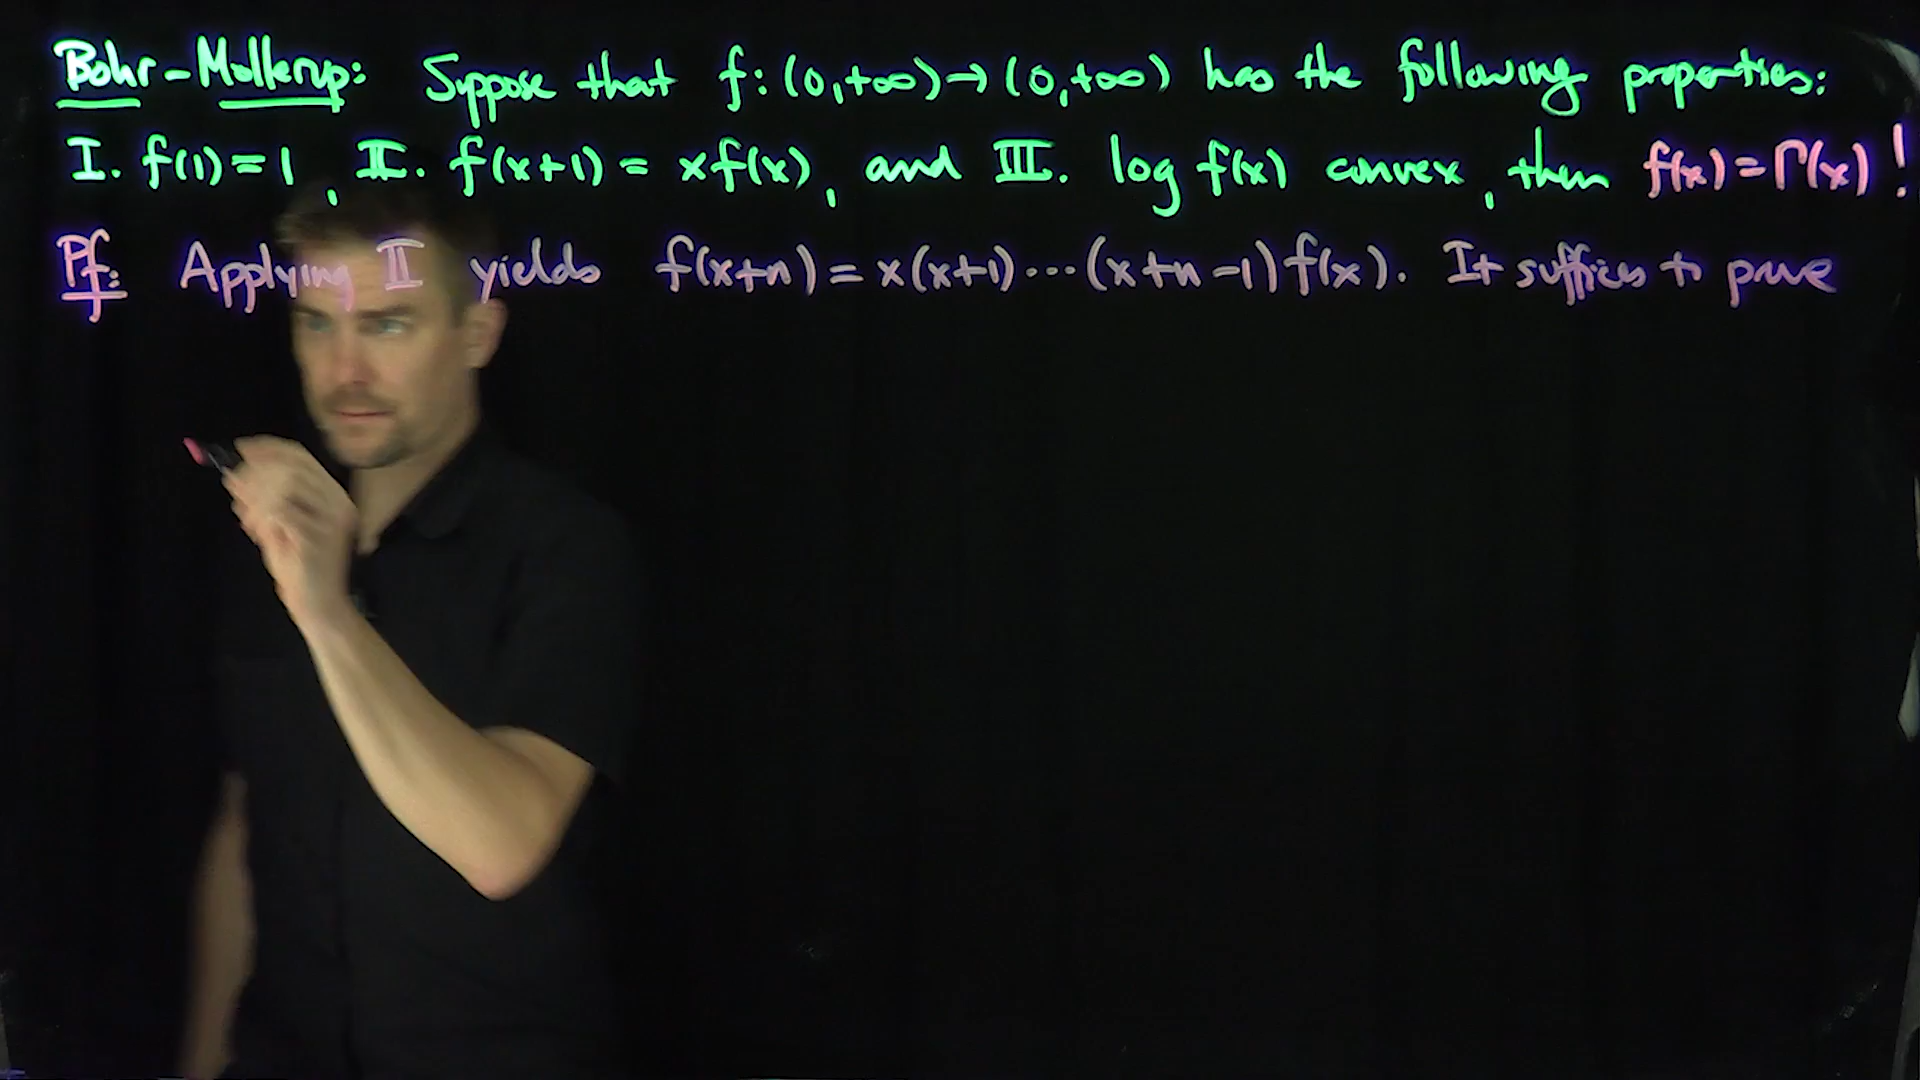 Bohr-Mollerup: Suppose that f: (0,+∞)→(0,+∞) has the following properties:
I. f(1)=1, II. f(x+1) = xf(x), and III. log f(x) convex, then f(x)=Γ(x)!
Pf: Applying II yields f(x+n) = x(x+1)···(x+n-1)f(x). It suffices to prove